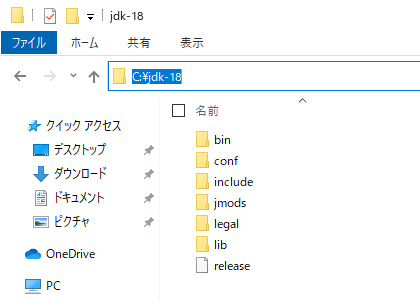 jdk-18
ファイル ホーム 共有 表示
C:¥jdk-18
名前
クイック アクセス
デスクトップ
ダウンロード
ドキュメント
ピクチャ
OneDrive
PC
bin
conf
include
jmods
legal
lib
release